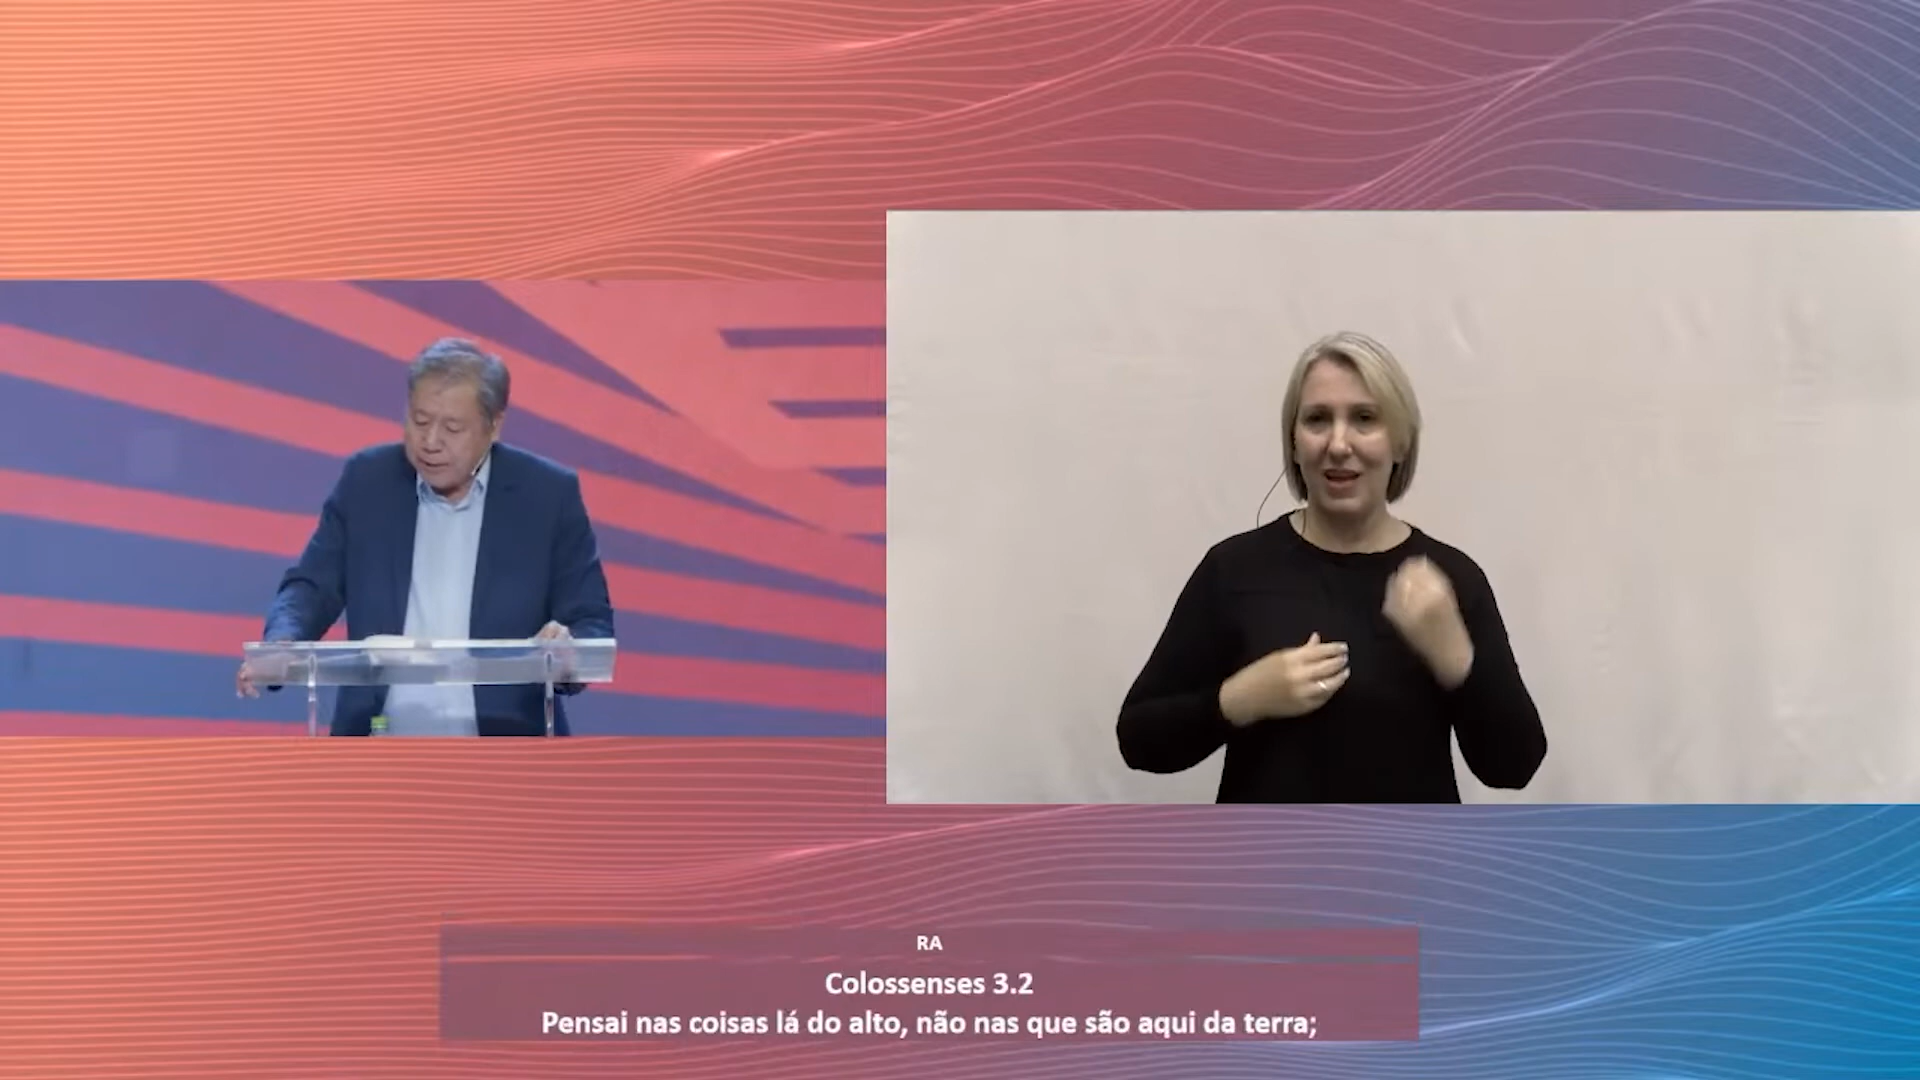 RA
Colossenses 3.2
Pensai nas coisas lá do alto, não nas que são aqui da terra;